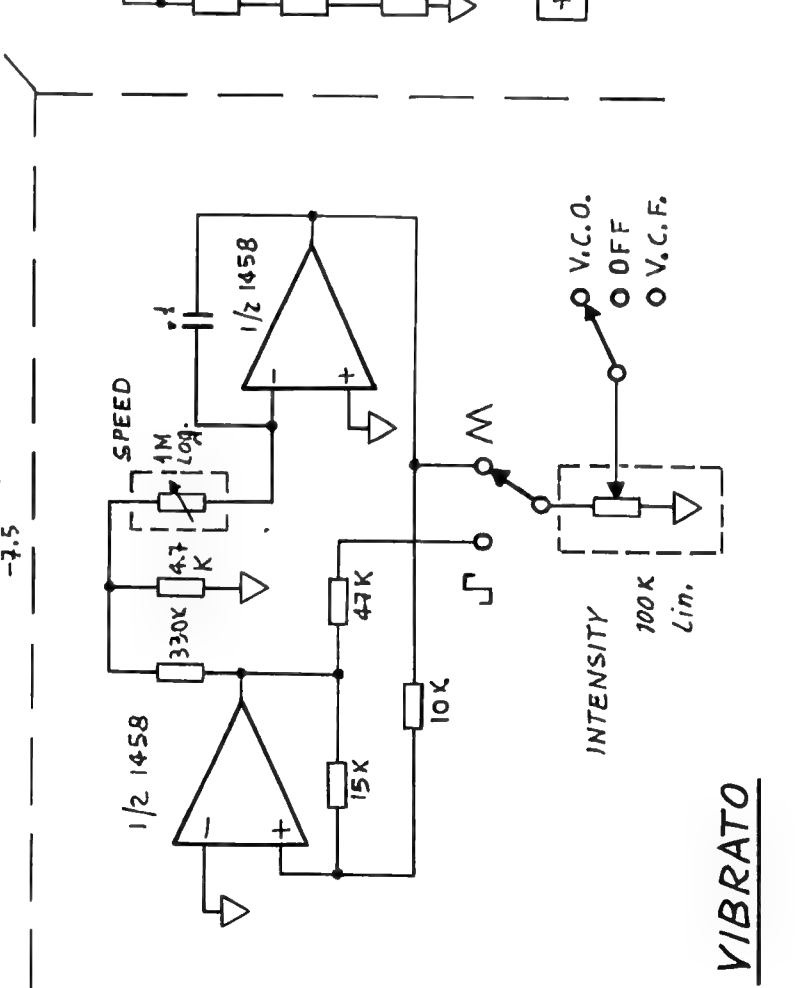 -7.5
SPEED
1M
Log.
.1
1/2 1458
-
+
4.7
K
330K
1/2 1458
-
+
47K
15K
10K
V.C.O.
OFF
V.C.F.
INTENSITY
100K
Lin.
VIBRATO
+